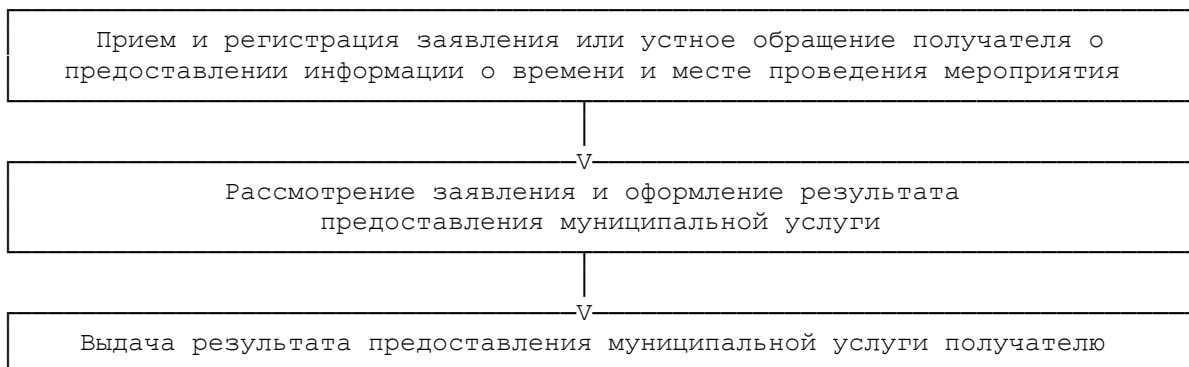 Прием и регистрация заявления или устное обращение получателя о
предоставлении информации о времени и месте проведения мероприятия
V
Рассмотрение заявления и оформление результата
предоставления муниципальной услуги
V
Выдача результата предоставления муниципальной услуги получателю